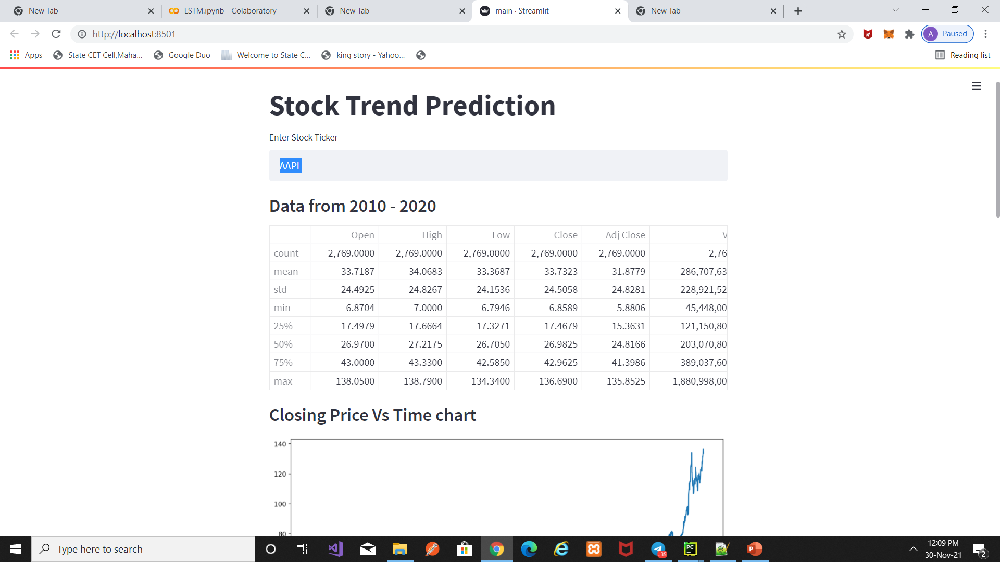 New Tab LSTM.ipynb - Colaboratory New Tab main · Streamlit New Tab
http://localhost:8501 A Paused
Apps State CET Cell,Maha... Google Duo Welcome to State C... king story - Yahoo... Reading list
Stock Trend Prediction
Enter Stock Ticker
AAPL
Data from 2010 - 2020
Open High Low Close Adj Close V
count 2,769.0000 2,769.0000 2,769.0000 2,769.0000 2,769.0000 2,76
mean 33.7187 34.0683 33.3687 33.7323 31.8779 286,707,63
std 24.4925 24.8267 24.1536 24.5058 24.8281 228,921,52
min 6.8704 7.0000 6.7946 6.8589 5.8806 45,448,00
25% 17.4979 17.6664 17.3271 17.4679 15.3631 121,150,80
50% 26.9700 27.2175 26.7050 26.9825 24.8166 203,070,80
75% 43.0000 43.3300 42.5850 42.9625 41.3986 389,037,60
max 138.0500 138.7900 134.3400 136.6900 135.8525 1,880,998,00
Closing Price Vs Time chart
140
120
100
80
Type here to search
PC
P
35
12:09 PM
30-Nov-21
2